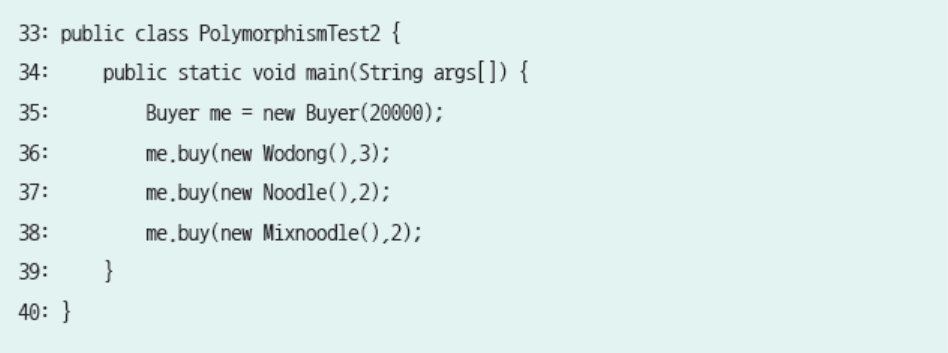 33: public class PolymorphismTest2 {
34:     public static void main(String args[]) {
35:         Buyer me = new Buyer(20000);
36:         me.buy(new Wodong(),3);
37:         me.buy(new Noodle(),2);
38:         me.buy(new Mixnoodle(),2);
39:     }
40: }